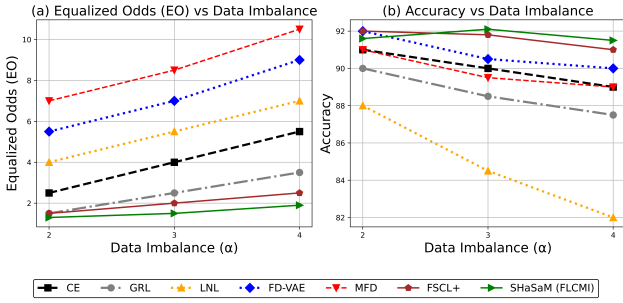 (a) Equalized Odds (EO) vs Data Imbalance
Equalized Odds (EO)
10
8
6
4
2
2
3
4
Data Imbalance (α)
(b) Accuracy vs Data Imbalance
Accuracy
92
90
88
86
84
82
2
3
4
Data Imbalance (α)
CE
GRL
LNL
FD-VAE
MFD
FSCL+
SHaSaM (FLCMI)